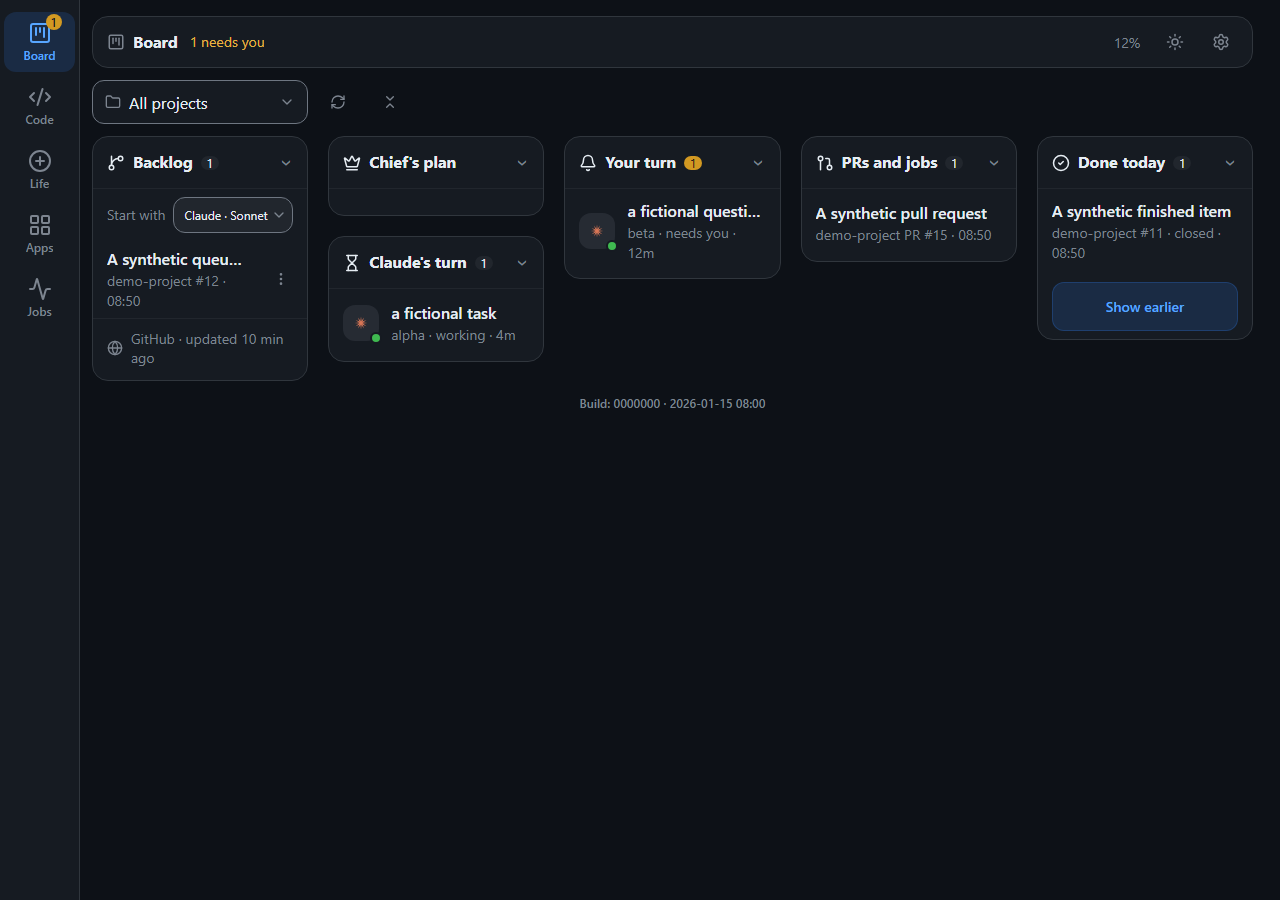 1
Board
Code
Life
Apps
Jobs
Board 1 needs you
12%
All projects
Backlog 1
Start with Claude · Sonnet
A synthetic queu...
demo-project #12 ·
08:50
GitHub · updated 10 min
ago
Chief's plan
Claude's turn 1
a fictional task
alpha · working · 4m
Your turn 1
a fictional questi...
beta · needs you ·
12m
PRs and jobs 1
A synthetic pull request
demo-project PR #15 · 08:50
Done today 1
A synthetic finished item
demo-project #11 · closed ·
08:50
Show earlier
Build: 0000000 · 2026-01-15 08:00